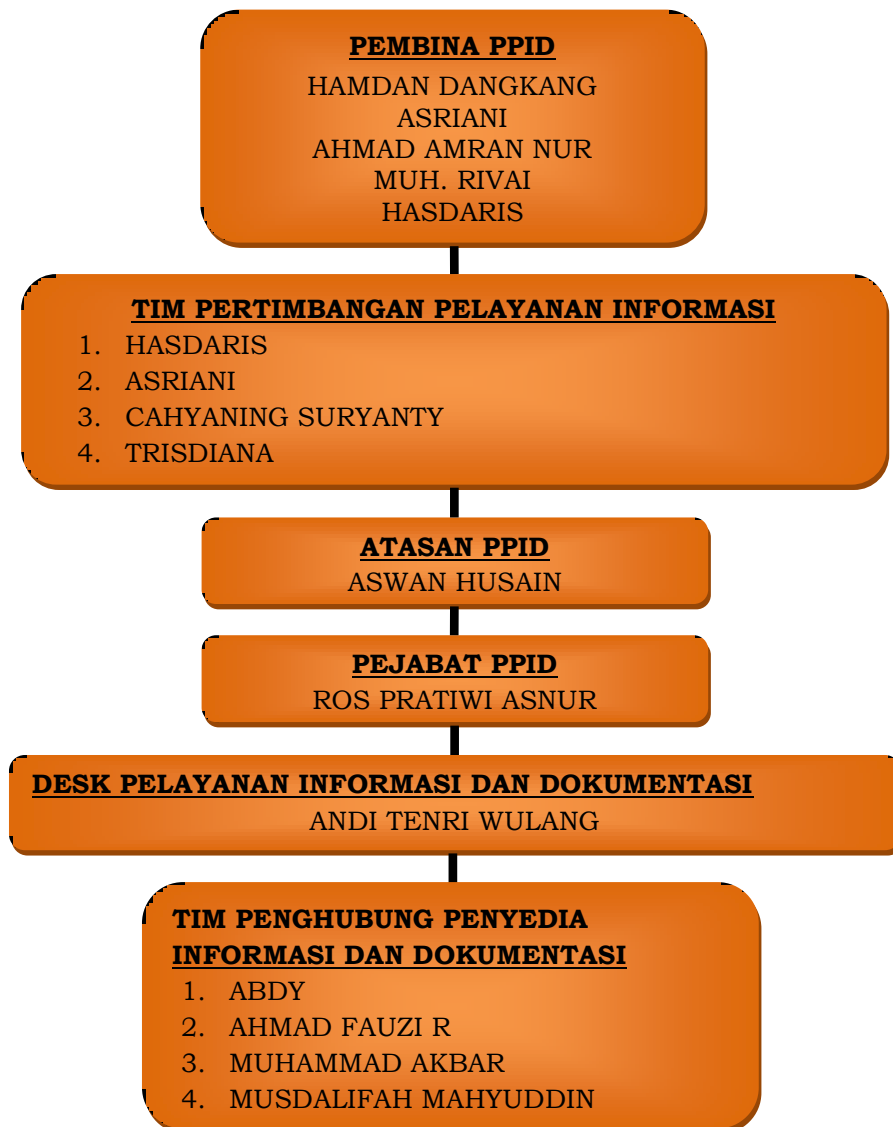 PEMBINA PPID
HAMDAN DANGKANG
ASRIANI
AHMAD AMRAN NUR
MUH. RIVAI
HASDARIS
TIM PERTIMBANGAN PELAYANAN INFORMASI
1. HASDARIS
2. ASRIANI
3. CAHYANING SURYANTY
4. TRISDIANA
ATASAN PPID
ASWAN HUSAIN
PEJABAT PPID
ROS PRATIWI ASNUR
DESK PELAYANAN INFORMASI DAN DOKUMENTASI
ANDI TENRI WULANG
TIM PENGHUBUNG PENYEDIA
INFORMASI DAN DOKUMENTASI
1. ABDY
2. AHMAD FAUZI R
3. MUHAMMAD AKBAR
4. MUSDALIFAH MAHYUDDIN